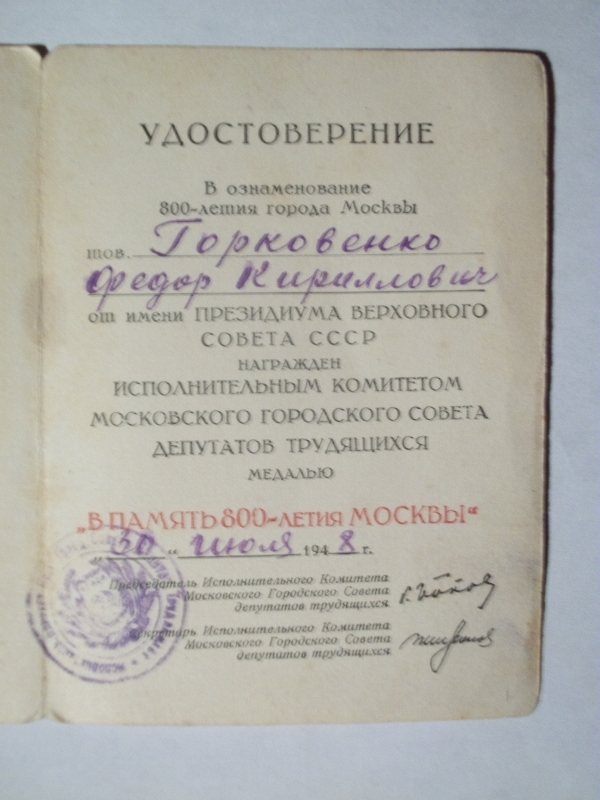 УДОСТОВЕРЕНИЕ
В ознаменование
800-летия города Москвы
тов. Горковенко
Федор Кириллович
от имени ПРЕЗИДИУМА ВЕРХОВНОГО
СОВЕТА СССР
НАГРАЖДЕН
ИСПОЛНИТЕЛЬНЫМ КОМИТЕТОМ
МОСКОВСКОГО ГОРОДСКОГО СОВЕТА
ДЕПУТАТОВ ТРУДЯЩИХСЯ
МЕДАЛЬЮ
„В ПАМЯТЬ 800-ЛЕТИЯ МОСКВЫ“
„30“ июля 1948 г.
Председатель Исполнительного Комитета
Московского Городского Совета
депутатов трудящихся
Секретарь Исполнительного Комитета
Московского Городского Совета
депутатов трудящихся